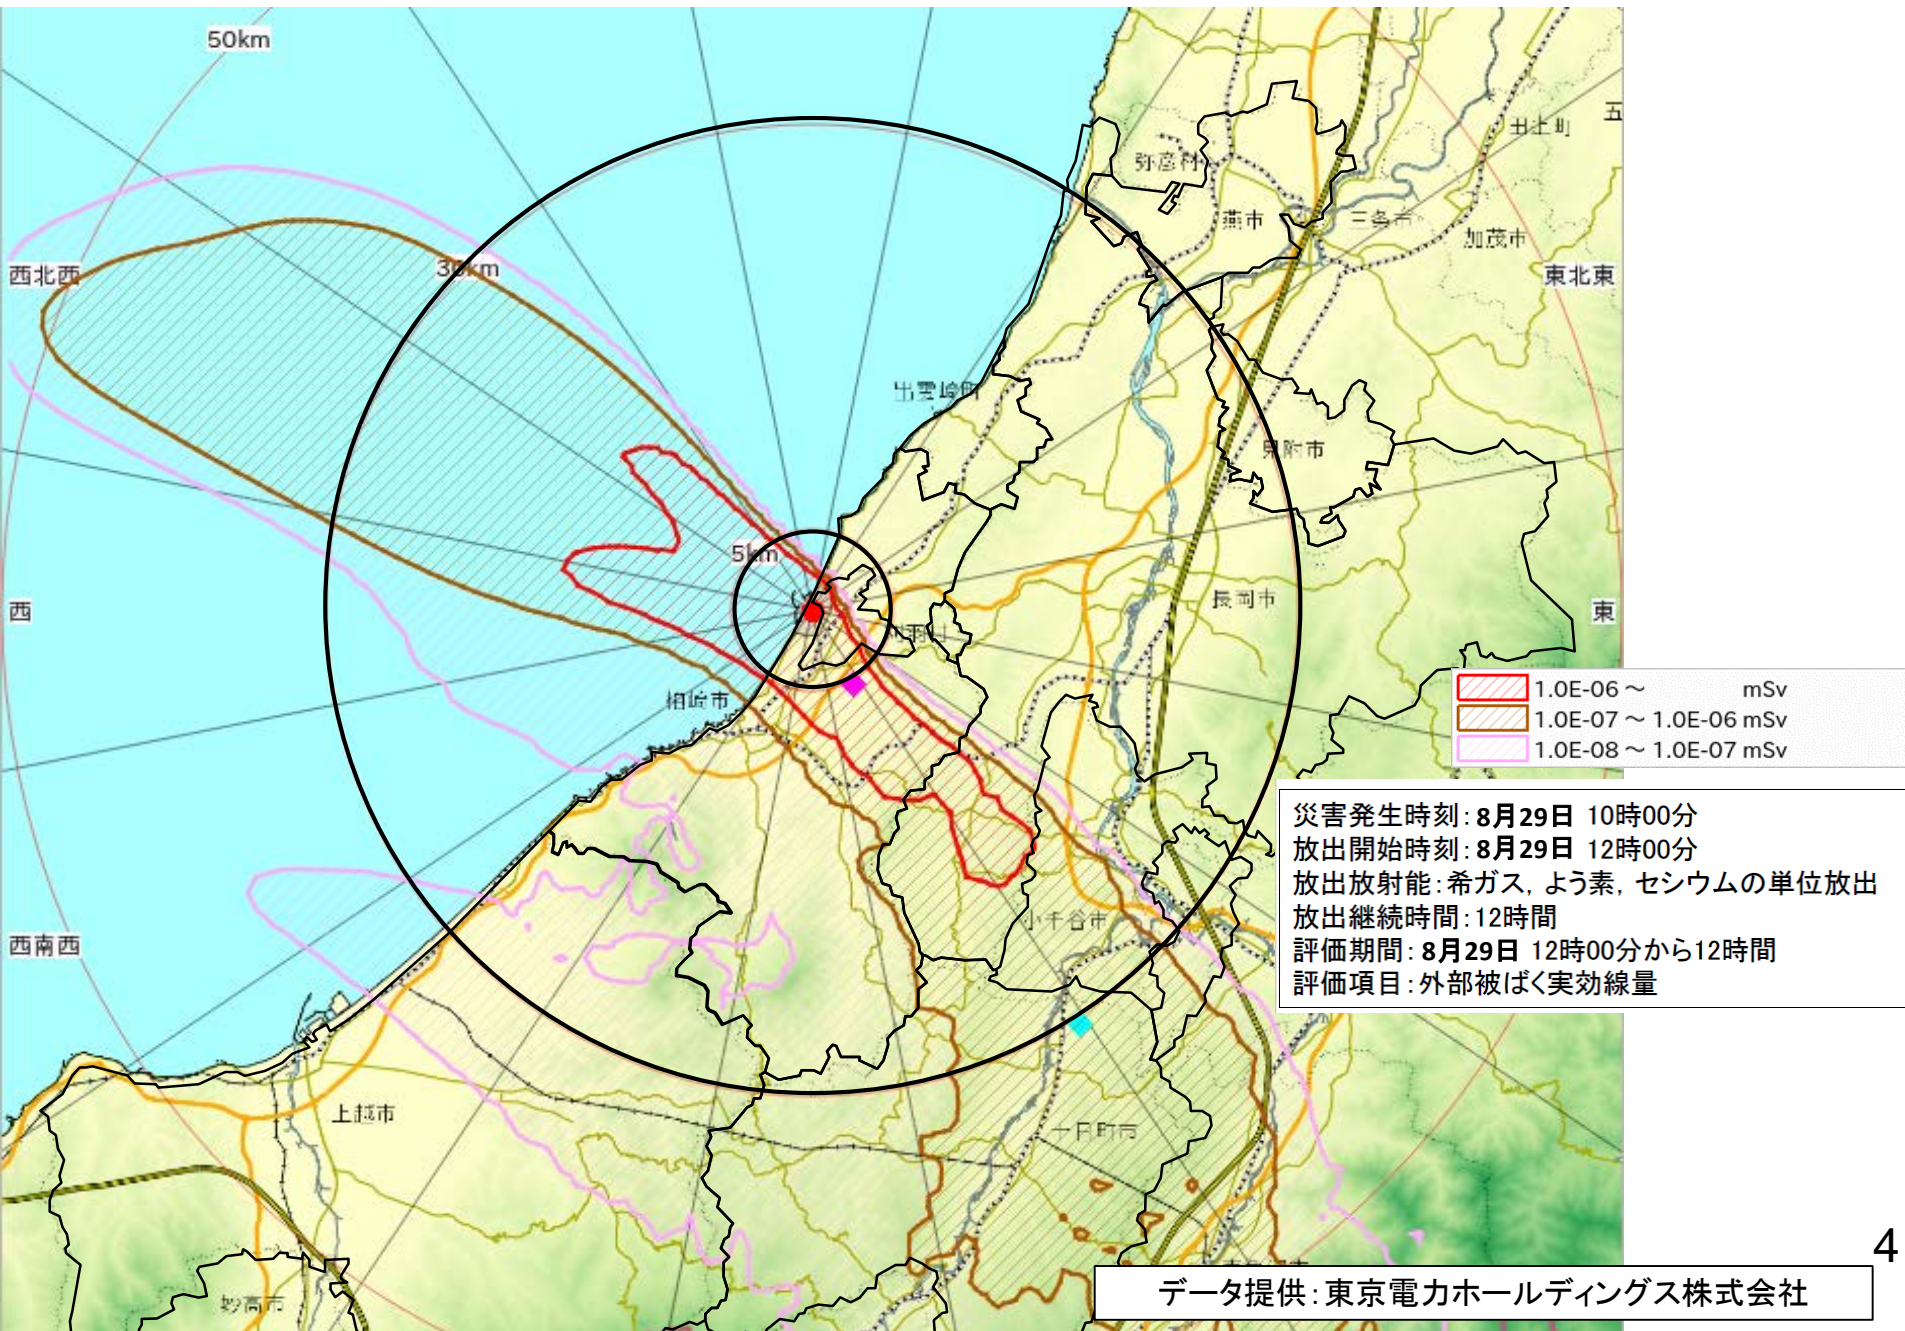 50km
田上町
五
弥彦村
燕市
三条市
加茂市
西北西
30km
東北東
出雲崎町
見附市
5km
西
長岡市
東
刈羽村
柏崎市
1.0E-06 ～ mSv
1.0E-07 ～ 1.0E-06 mSv
1.0E-08 ～ 1.0E-07 mSv
災害発生時刻：8月29日 10時00分
放出開始時刻：8月29日 12時00分
放出放射能：希ガス，よう素，セシウムの単位放出
放出継続時間：12時間
評価期間：8月29日 12時00分から12時間
評価項目：外部被ばく実効線量
小千谷市
西南西
上越市
十日町市
妙高市
4
データ提供：東京電力ホールディングス株式会社